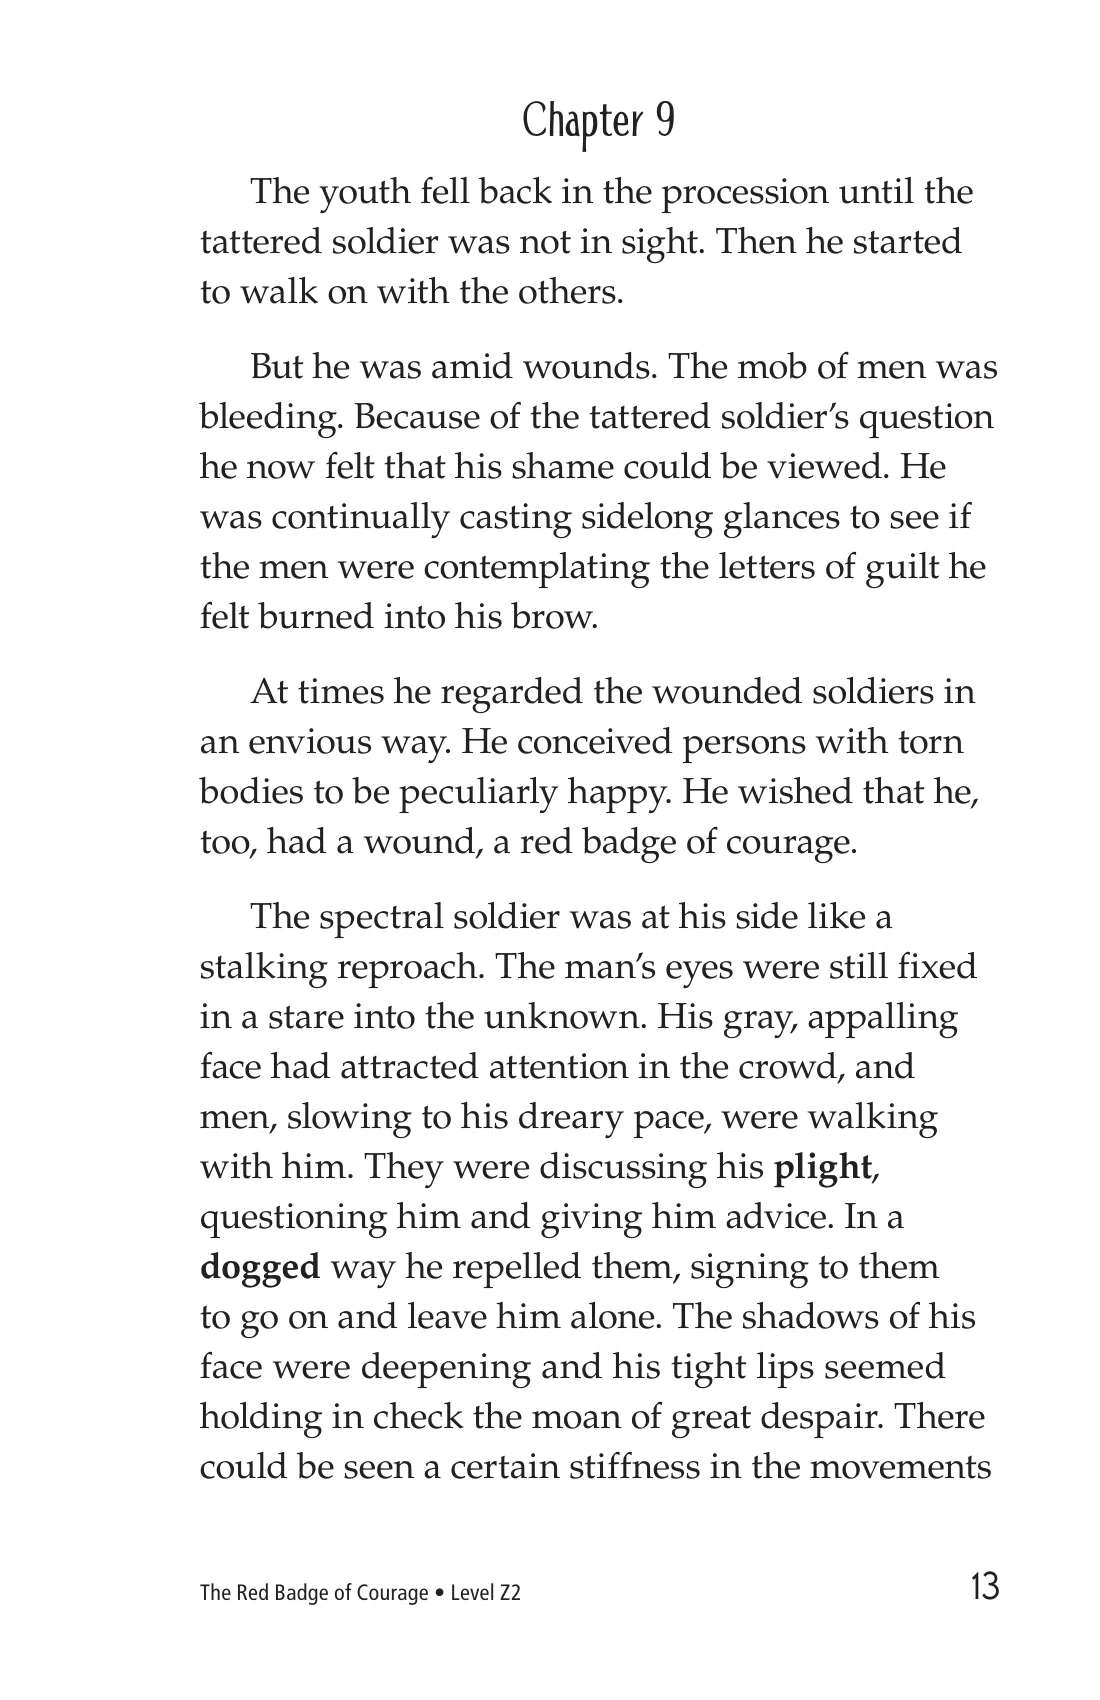 Chapter 9
The youth fell back in the procession until the
tattered soldier was not in sight. Then he started
to walk on with the others.
But he was amid wounds. The mob of men was
bleeding. Because of the tattered soldier’s question
he now felt that his shame could be viewed. He
was continually casting sidelong glances to see if
the men were contemplating the letters of guilt he
felt burned into his brow.
At times he regarded the wounded soldiers in
an envious way. He conceived persons with torn
bodies to be peculiarly happy. He wished that he,
too, had a wound, a red badge of courage.
The spectral soldier was at his side like a
stalking reproach. The man’s eyes were still fixed
in a stare into the unknown. His gray, appalling
face had attracted attention in the crowd, and
men, slowing to his dreary pace, were walking
with him. They were discussing his plight,
questioning him and giving him advice. In a
dogged way he repelled them, signing to them
to go on and leave him alone. The shadows of his
face were deepening and his tight lips seemed
holding in check the moan of great despair. There
could be seen a certain stiffness in the movements
The Red Badge of Courage • Level Z2
13